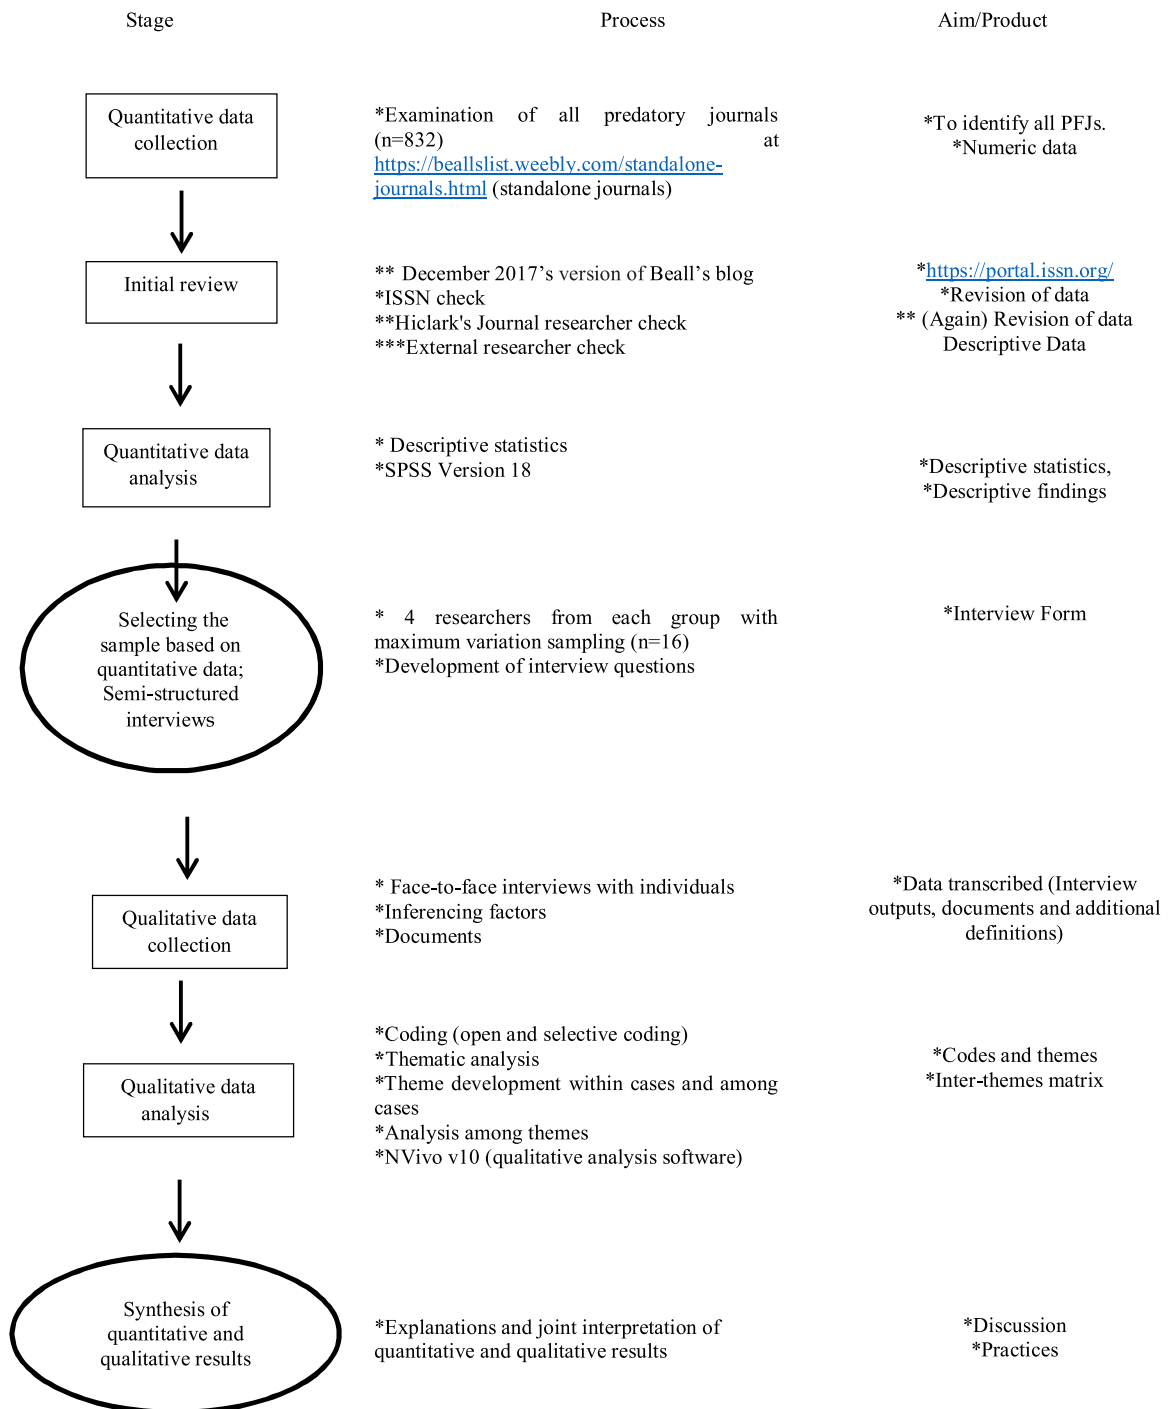 Stage Process Aim/Product
Quantitative data
collection
*Examination of all predatory journals
(n=832) at
https://beallslist.weebly.com/standalone-
journals.html (standalone journals)
*To identify all PFJs.
*Numeric data
Initial review
** December 2017's version of Beall's blog
*ISSN check
**Hiclark's Journal researcher check
***External researcher check
*https://portal.issn.org/
*Revision of data
** (Again) Revision of data
Descriptive Data
Quantitative data
analysis
* Descriptive statistics
*SPSS Version 18
*Descriptive statistics,
*Descriptive findings
Selecting the
sample based on
quantitative data;
Semi-structured
interviews
* 4 researchers from each group with
maximum variation sampling (n=16)
*Development of interview questions
*Interview Form
Qualitative data
collection
* Face-to-face interviews with individuals
*Inferencing factors
*Documents
*Data transcribed (Interview
outputs, documents and additional
definitions)
Qualitative data
analysis
*Coding (open and selective coding)
*Thematic analysis
*Theme development within cases and among
cases
*Analysis among themes
*NVivo v10 (qualitative analysis software)
*Codes and themes
*Inter-themes matrix
Synthesis of
quantitative and
qualitative results
*Explanations and joint interpretation of
quantitative and qualitative results
*Discussion
*Practices